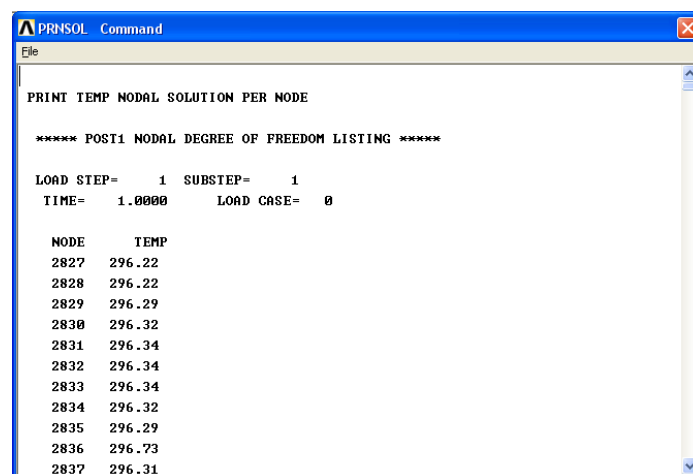 PRNSOL Command
File
PRINT TEMP NODAL SOLUTION PER NODE
***** POST1 NODAL DEGREE OF FREEDOM LISTING *****
LOAD STEP= 1 SUBSTEP= 1
TIME= 1.0000 LOAD CASE= 0
NODE TEMP
2827 296.22
2828 296.22
2829 296.29
2830 296.32
2831 296.34
2832 296.34
2833 296.34
2834 296.32
2835 296.29
2836 296.73
2837 296.31